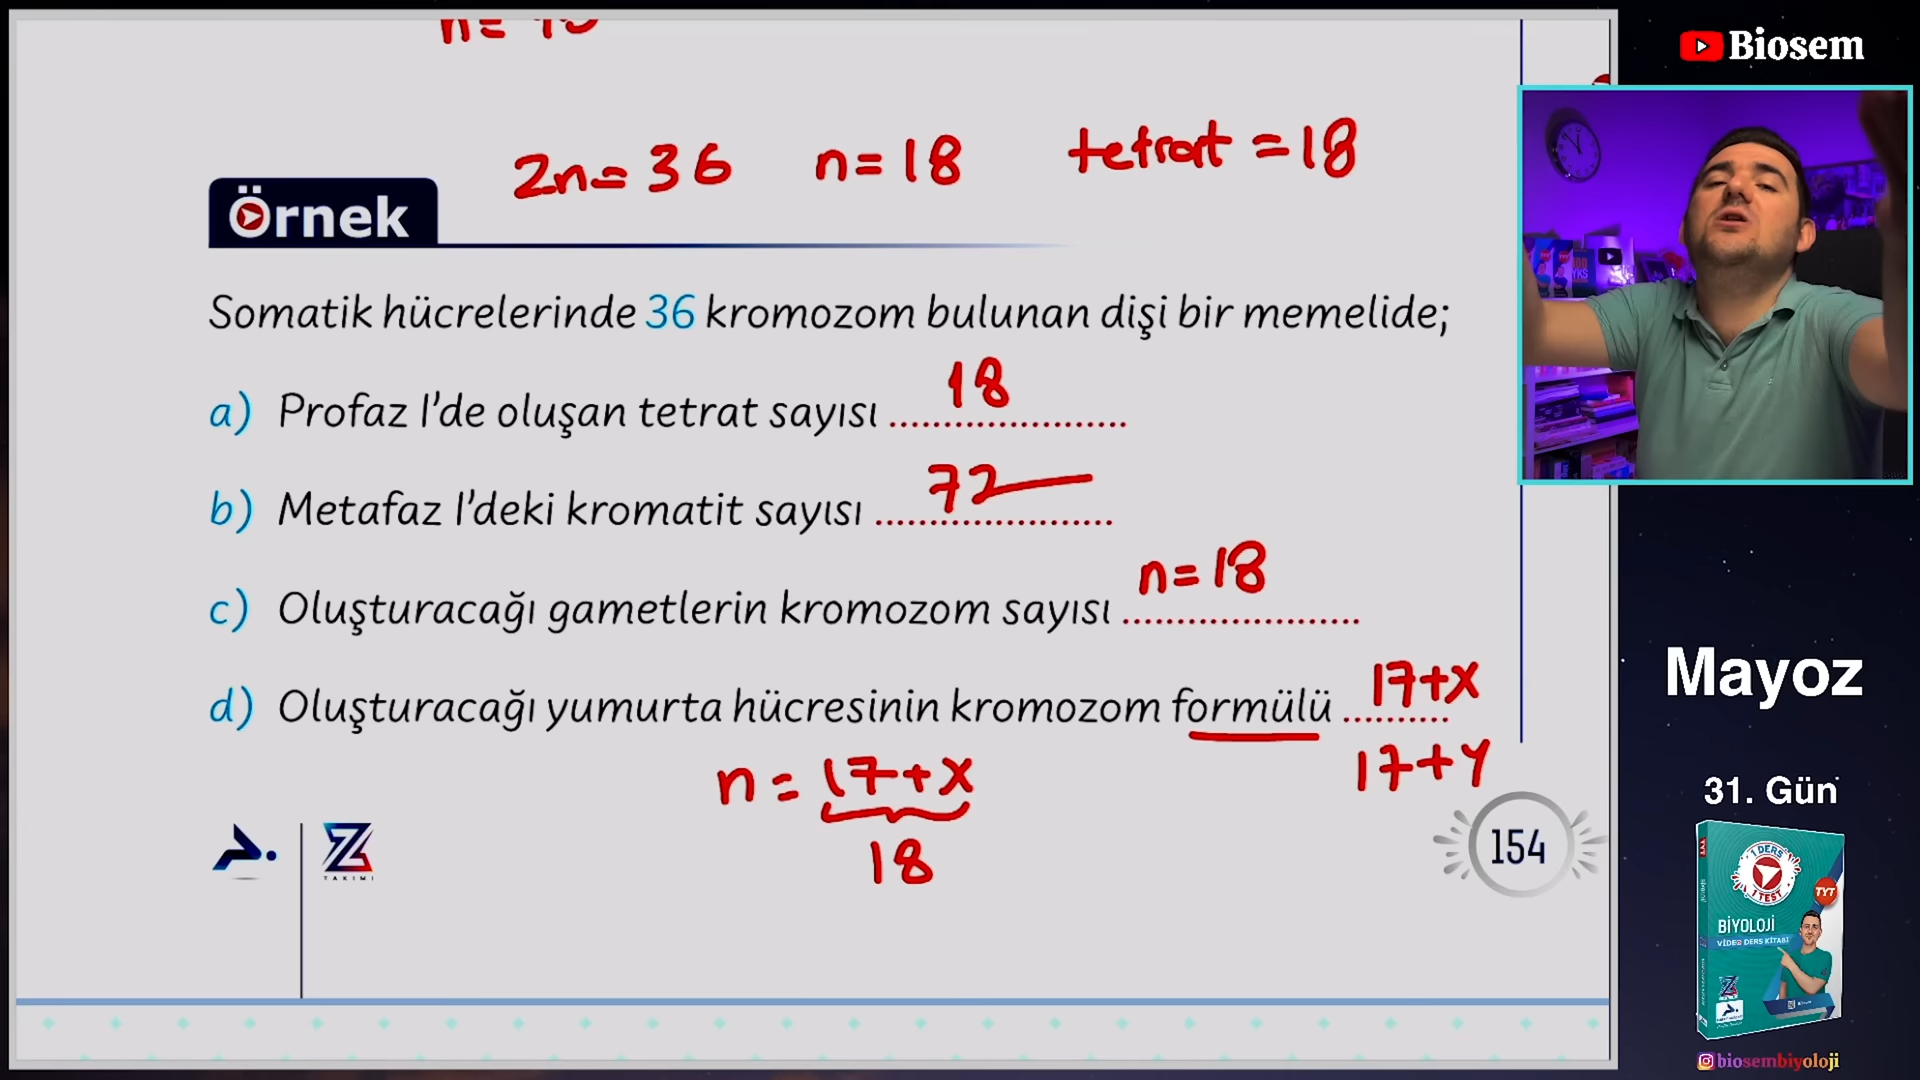 Biosem
2n=36 n=18 tetrat=18
Örnek
Somatik hücrelerinde 36 kromozom bulunan dişi bir memelide;
a) Profaz I'de oluşan tetrat sayısı ........................ 18
b) Metafaz I'deki kromatit sayısı ........................ 72
c) Oluşturacağı gametlerin kromozom sayısı ........................ n=18
d) Oluşturacağı yumurta hücresinin kromozom formülü ........... 17+X
17+Y
n=17+X
18
TAKIMI
154
Mayoz
31. Gün
1 DERS
1 TEST
TYT
BİYOLOJİ
VİDEO DERS KİTABI
biosembiyoloji